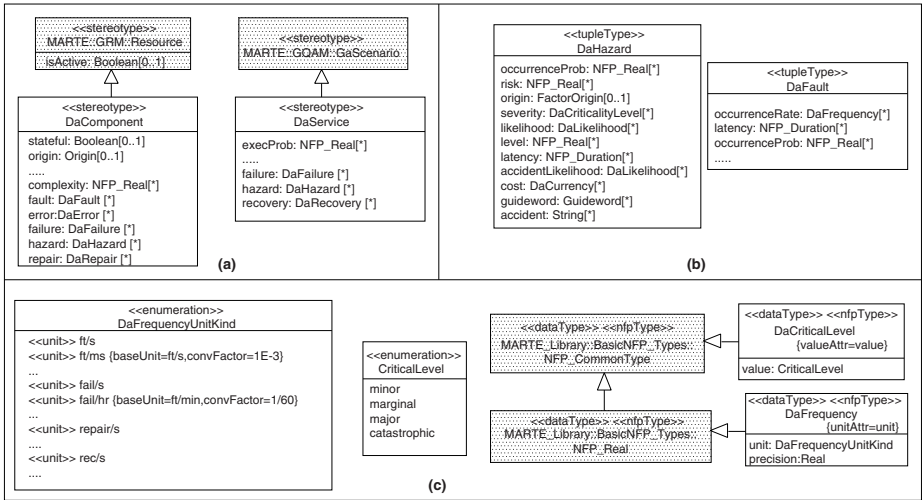 <<stereotype>>
MARTE::GRM::Resource
isActive: Boolean[0..1]
<<stereotype>>
MARTE::GQAM::GaScenario
<<stereotype>>
DaComponent
stateful: Boolean[0..1]
origin: Origin[0..1]
.....
complexity: NFP_Real[*]
fault: DaFault [*]
error:DaError [*]
failure: DaFailure [*]
hazard: DaHazard [*]
repair: DaRepair [*]
<<stereotype>>
DaService
execProb: NFP_Real[*]
.....
failure: DaFailure [*]
hazard: DaHazard [*]
recovery: DaRecovery [*]
(a)
<<tupleType>>
DaHazard
occurrenceProb: NFP_Real[*]
risk: NFP_Real[*]
origin: FactorOrigin[0..1]
severity: DaCriticalityLevel[*]
likelihood: DaLikelihood[*]
level: NFP_Real[*]
latency: NFP_Duration[*]
accidentLikelihood: DaLikelihood[*]
cost: DaCurrency[*]
guideword: Guideword[*]
accident: String[*]
<<tupleType>>
DaFault
occurrenceRate: DaFrequency[*]
latency: NFP_Duration[*]
occurrenceProb: NFP_Real[*]
.....
(b)
<<enumeration>>
DaFrequencyUnitKind
<<unit>> ft/s
<<unit>> ft/ms {baseUnit=ft/s,convFactor=1E-3}
...
<<unit>> fail/s
<<unit>> fail/hr {baseUnit=ft/min,convFactor=1/60}
...
<<unit>> repair/s
....
<<unit>> rec/s
....
<<enumeration>>
CriticalLevel
minor
marginal
major
catastrophic
<<dataType>> <<nfpType>>
MARTE_Library::BasicNFP_Types::
NFP_CommonType
<<dataType>> <<nfpType>>
MARTE_Library::BasicNFP_Types::
NFP_Real
<<dataType>> <<nfpType>>
DaCriticalLevel
{valueAttr=value}
value: CriticalLevel
<<dataType>> <<nfpType>>
DaFrequency
{unitAttr=unit}
unit: DaFrequencyUnitKind
precision:Real
(c)